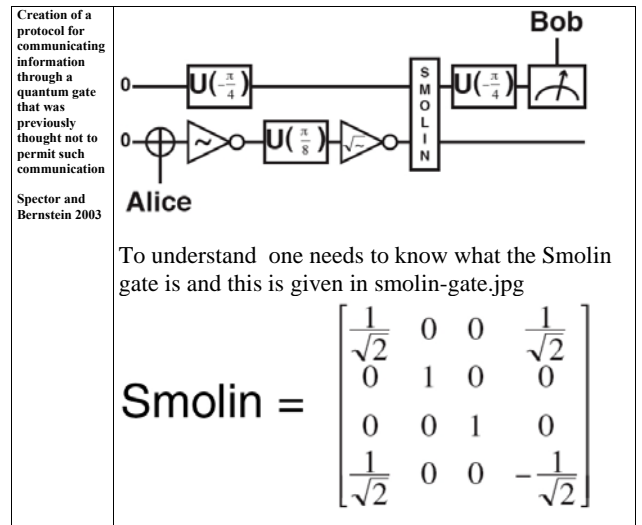 Creation of a
protocol for
communicating
information
through a
quantum gate
that was
previously
thought not to
permit such
communication
Spector and
Bernstein 2003
Bob
0 U(-π/4) SMOLIN U(-π/4)
0 ~ U(π/8) √~
Alice
To understand one needs to know what the Smolin
gate is and this is given in smolin-gate.jpg
Smolin =
1/√2 0 0 1/√2
0 1 0 0
0 0 1 0
1/√2 0 0 -1/√2